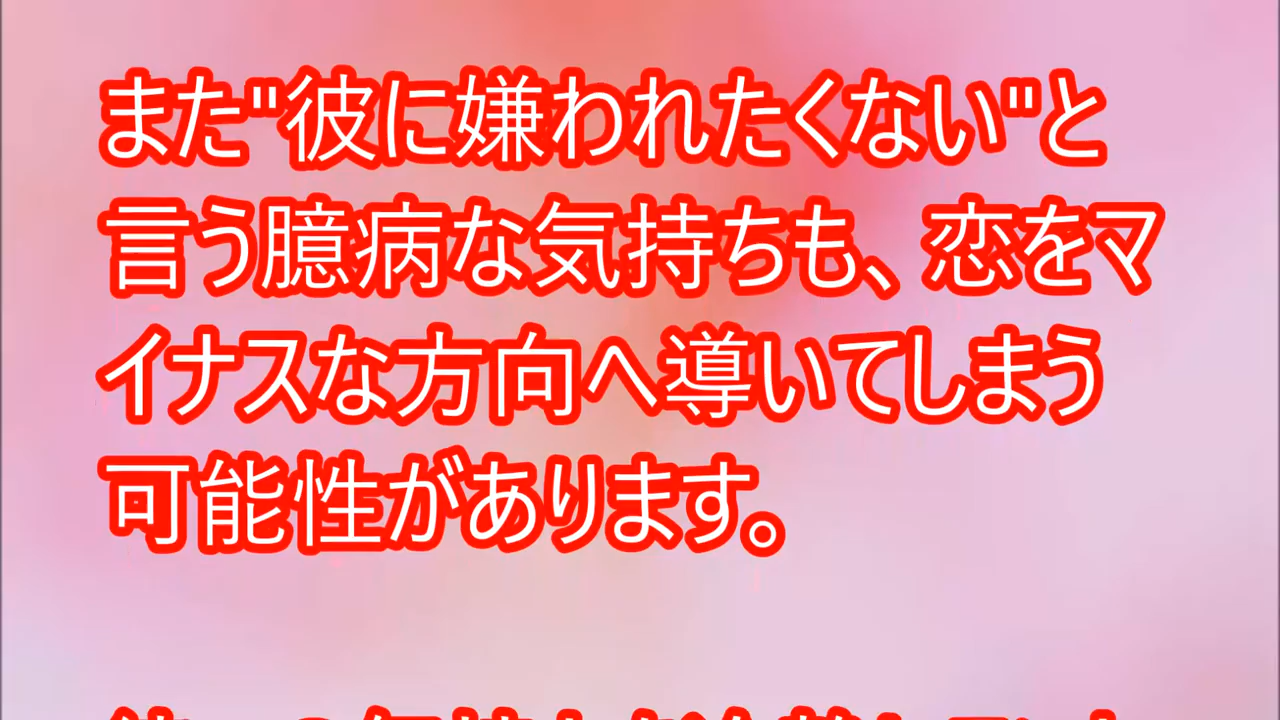 また"彼に嫌われたくない"と
言う臆病な気持ちも、恋をマ
イナスな方向へ導いてしまう
可能性があります。